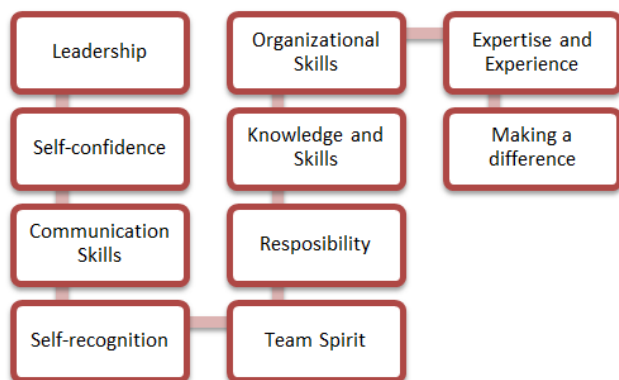 Leadership
Self-confidence
Communication
Skills
Self-recognition
Team Spirit
Resposibility
Knowledge and
Skills
Organizational
Skills
Expertise and
Experience
Making a
difference